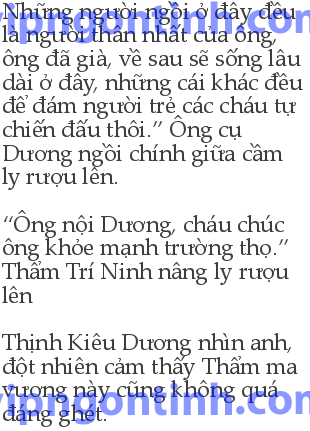 Những người ngồi ở đây đều
là người thân nhất của ông,
ông đã già, về sau sẽ sống lâu
dài ở đây, những cái khác đều
để đám người trẻ các cháu tự
chiến đấu thôi.” Ông cụ
Dương ngồi chính giữa cầm
ly rượu lên.
“Ông nội Dương, cháu chúc
ông khỏe mạnh trường thọ.”
Thẩm Trí Ninh nâng ly rượu
lên
Thịnh Kiêu Dương nhìn anh,
đột nhiên cảm thấy Thẩm ma
vương này cũng không quá
đáng ghét.
vipngontinh.com
vipngontinh.com